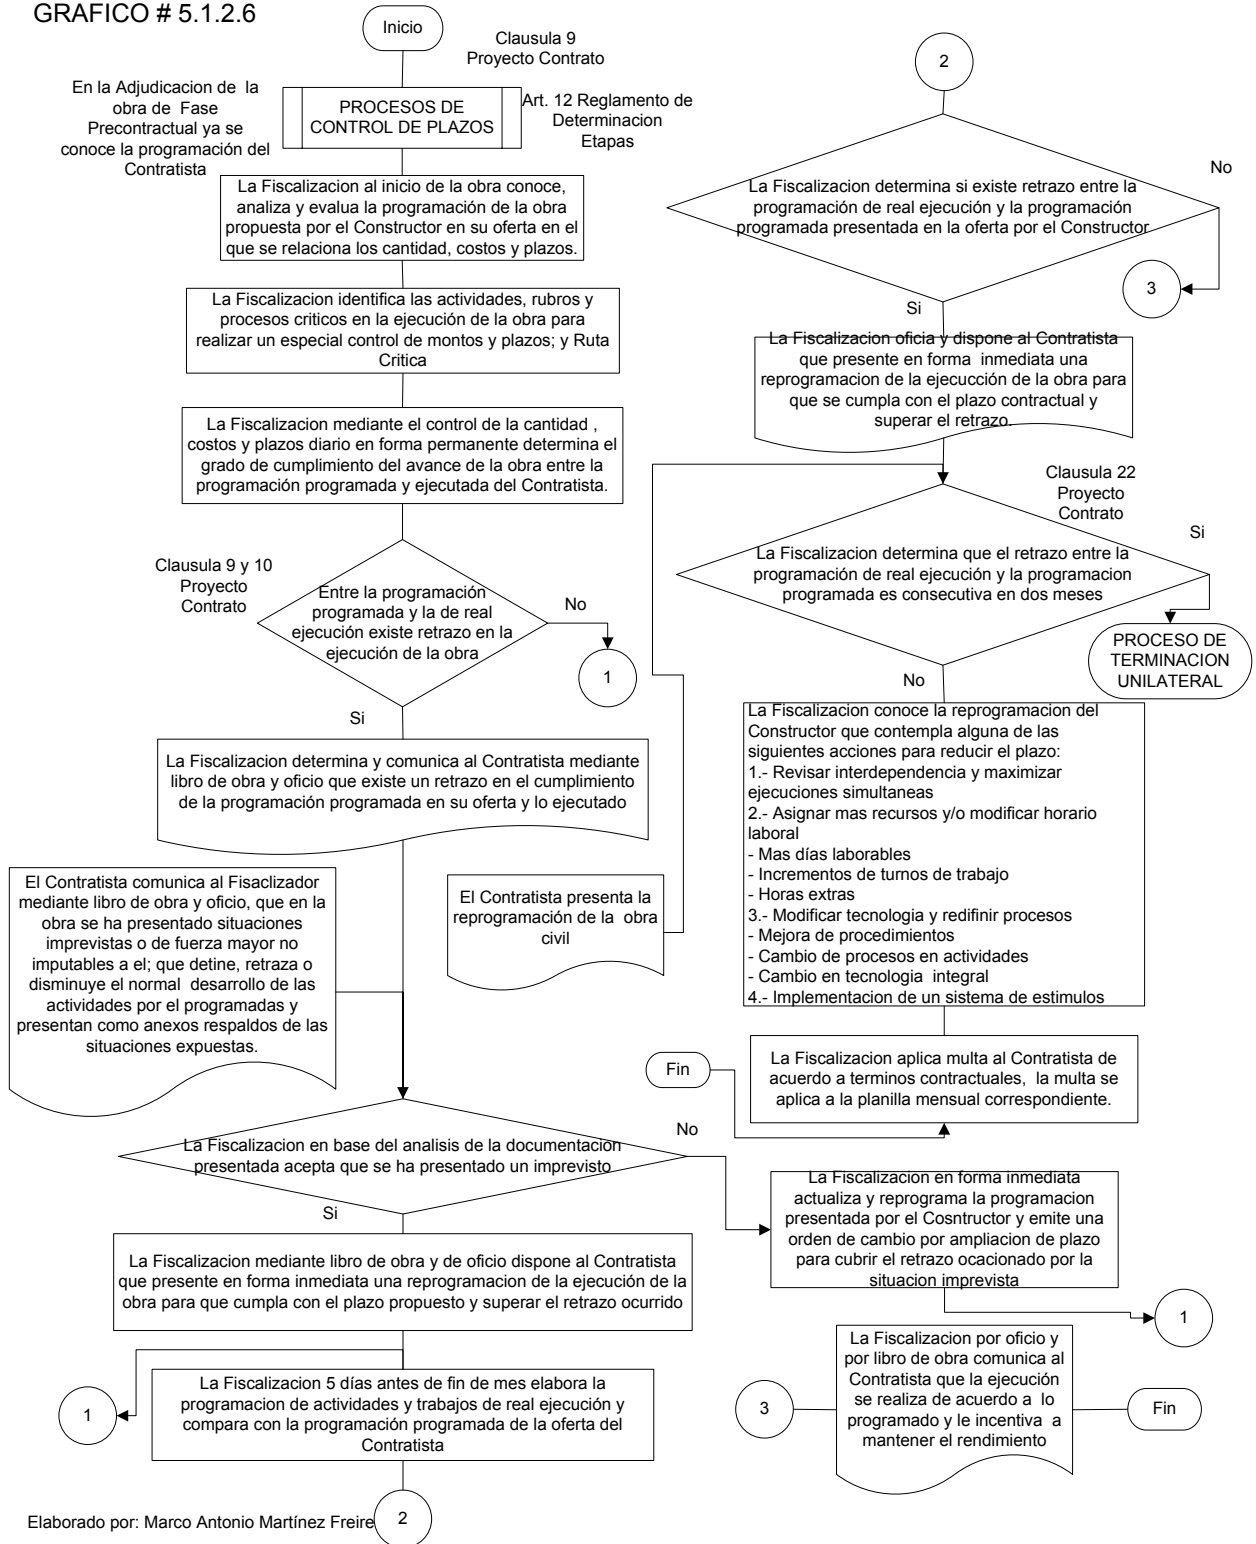 GRAFICO # 5.1.2.6
Inicio
Clausula 9
Proyecto Contrato
En la Adjudicacion de la
obra de Fase
Precontractual ya se
conoce la programación del
Contratista
PROCESOS DE
CONTROL DE PLAZOS
Art. 12 Reglamento de
Determinacion
Etapas
La Fiscalizacion al inicio de la obra conoce,
analiza y evalua la programación de la obra
propuesta por el Constructor en su oferta en el
que se relaciona los cantidad, costos y plazos.
La Fiscalizacion identifica las actividades, rubros y
procesos criticos en la ejecución de la obra para
realizar un especial control de montos y plazos; y Ruta
Critica
La Fiscalizacion mediante el control de la cantidad ,
costos y plazos diario en forma permanente determina el
grado de cumplimiento del avance de la obra entre la
programación programada y ejecutada del Contratista.
Clausula 9 y 10
Proyecto
Contrato
Entre la programación
programada y la de real
ejecución existe retrazo en la
ejecución de la obra
No
1
Si
La Fiscalizacion determina y comunica al Contratista mediante
libro de obra y oficio que existe un retrazo en el cumplimiento
de la programación programada en su oferta y lo ejecutado
El Contratista comunica al Fisaclizador
mediante libro de obra y oficio, que en la
obra se ha presentado situaciones
imprevistas o de fuerza mayor no
imputables a el; que detine, retraza o
disminuye el normal desarrollo de las
actividades por el programadas y
presentan como anexos respaldos de las
situaciones expuestas.
El Contratista presenta la
reprogramación de la obra
civil
La Fiscalizacion en base del analisis de la documentacion
presentada acepta que se ha presentado un imprevisto
No
Si
La Fiscalizacion mediante libro de obra y de oficio dispone al Contratista
que presente en forma inmediata una reprogramacion de la ejecución de la
obra para que cumpla con el plazo propuesto y superar el retrazo ocurrido
1
La Fiscalizacion 5 días antes de fin de mes elabora la
programacion de actividades y trabajos de real ejecución y
compara con la programación programada de la oferta del
Contratista
2
Elaborado por: Marco Antonio Martínez Freire
2
La Fiscalizacion determina si existe retrazo entre la
programación de real ejecución y la programación
programada presentada en la oferta por el Constructor
No
3
Si
La Fiscalizacion oficia y dispone al Contratista
que presente en forma inmediata una
reprogramacion de la ejecucción de la obra para
que se cumpla con el plazo contractual y
superar el retrazo.
Clausula 22
Proyecto
Contrato
Si
La Fiscalizacion determina que el retrazo entre la
programación de real ejecución y la programacion
programada es consecutiva en dos meses
PROCESO DE
TERMINACION
UNILATERAL
No
La Fiscalizacion conoce la reprogramacion del
Constructor que contempla alguna de las
siguientes acciones para reducir el plazo:
1.- Revisar interdependencia y maximizar
ejecuciones simultaneas
2.- Asignar mas recursos y/o modificar horario
laboral
- Mas días laborables
- Incrementos de turnos de trabajo
- Horas extras
3.- Modificar tecnologia y redifinir procesos
- Mejora de procedimientos
- Cambio de procesos en actividades
- Cambio en tecnologia integral
4.- Implementacion de un sistema de estimulos
Fin
La Fiscalizacion aplica multa al Contratista de
acuerdo a terminos contractuales, la multa se
aplica a la planilla mensual correspondiente.
La Fiscalizacion en forma inmediata
actualiza y reprograma la programacion
presentada por el Cosntructor y emite una
orden de cambio por ampliacion de plazo
para cubrir el retrazo ocacionado por la
situacion imprevista
1
3
La Fiscalizacion por oficio y
por libro de obra comunica al
Contratista que la ejecución
se realiza de acuerdo a lo
programado y le incentiva a
mantener el rendimiento
Fin